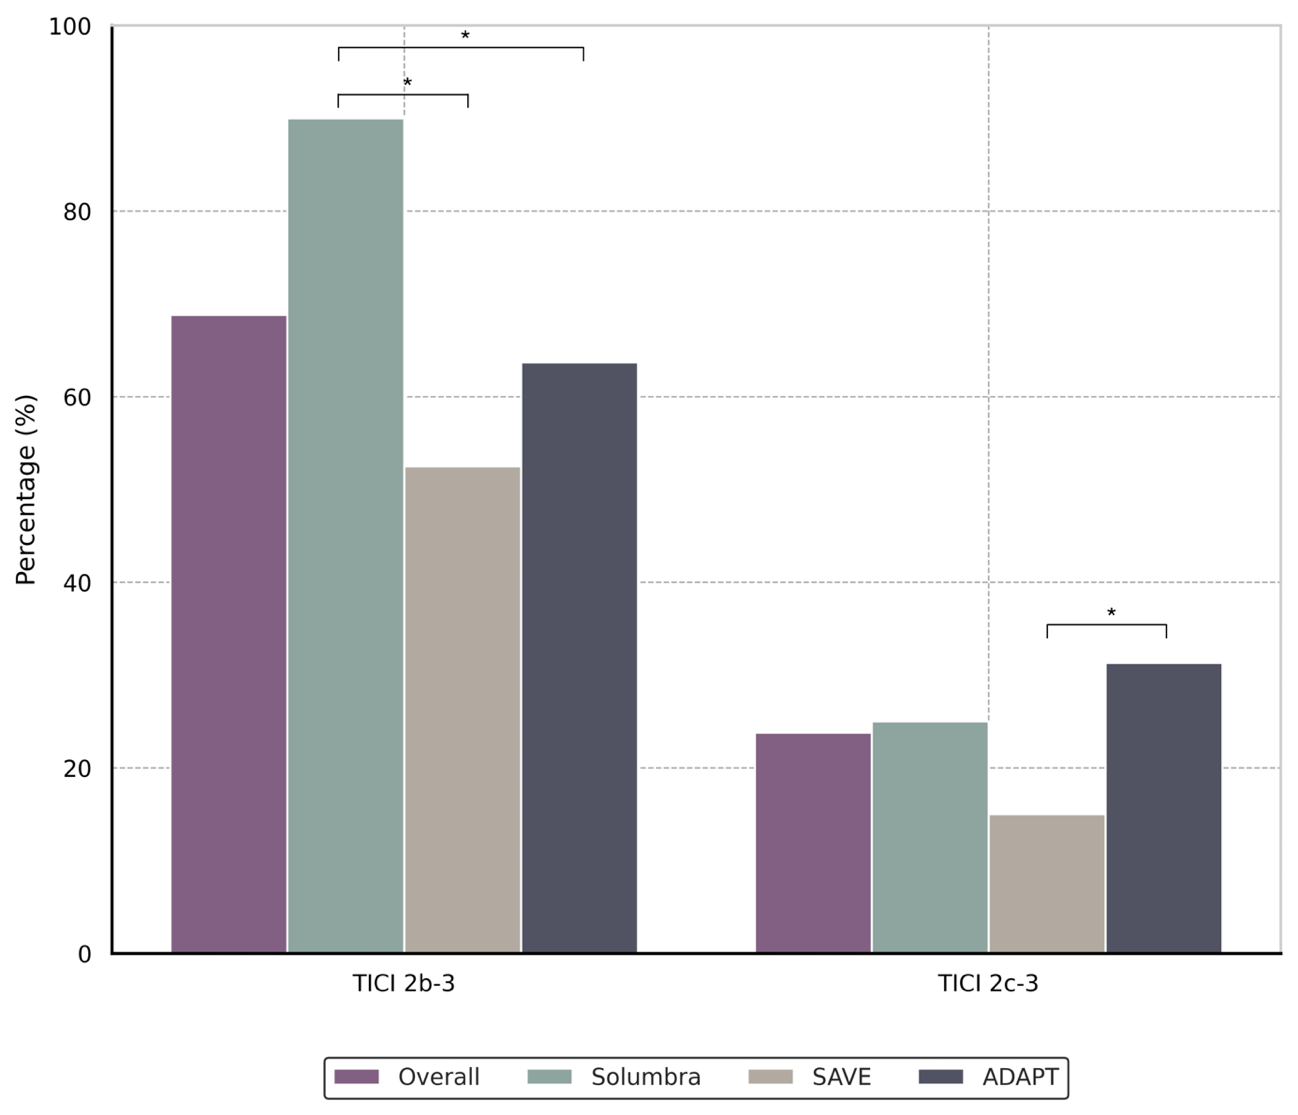 100
80
60
40
20
0
Percentage (%)
*
*
*
TICI 2b-3
TICI 2c-3
Overall Solumbra SAVE ADAPT